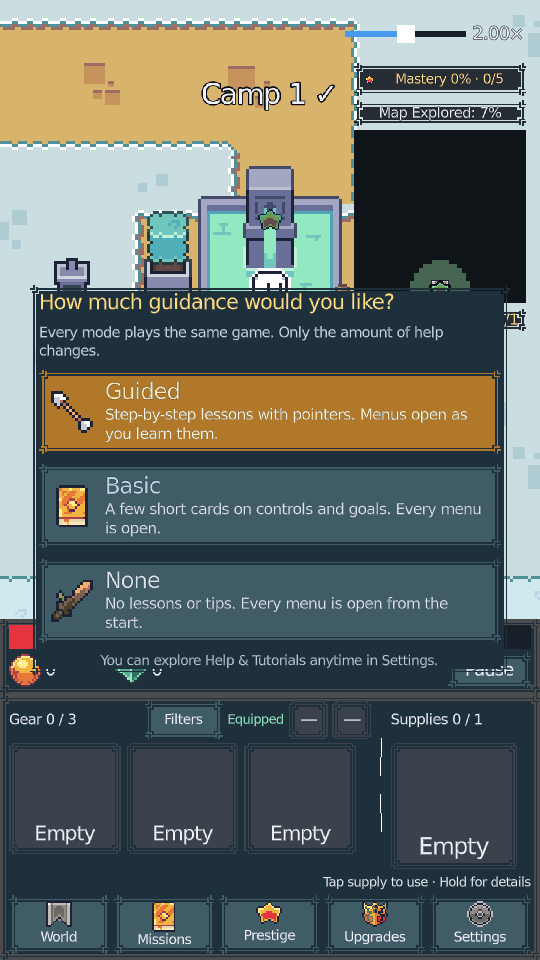 2.00×
Camp 1 ✓
Mastery 0% · 0/5
Map Explored: 7%
How much guidance would you like?
Every mode plays the same game. Only the amount of help
changes.
Guided
Step-by-step lessons with pointers. Menus open as
you learn them.
Basic
A few short cards on controls and goals. Every menu
is open.
None
No lessons or tips. Every menu is open from the
start.
You can explore Help & Tutorials anytime in Settings.
Pause
Gear 0 / 3
Filters
Equipped
—
—
Supplies 0 / 1
Empty
Empty
Empty
Empty
Tap supply to use · Hold for details
World
Missions
Prestige
Upgrades
Settings